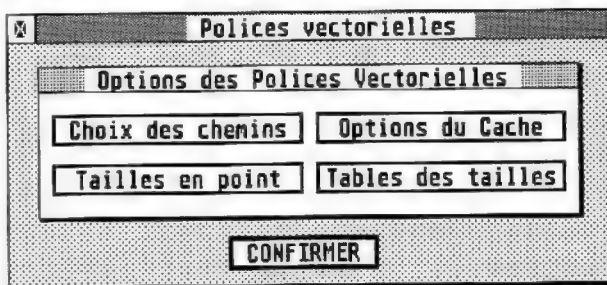 Polices vectorielles
Options des Polices Vectorielles
Choix des chemins
Options du Cache
Tailles en point
Tables des tailles
CONFIRMER